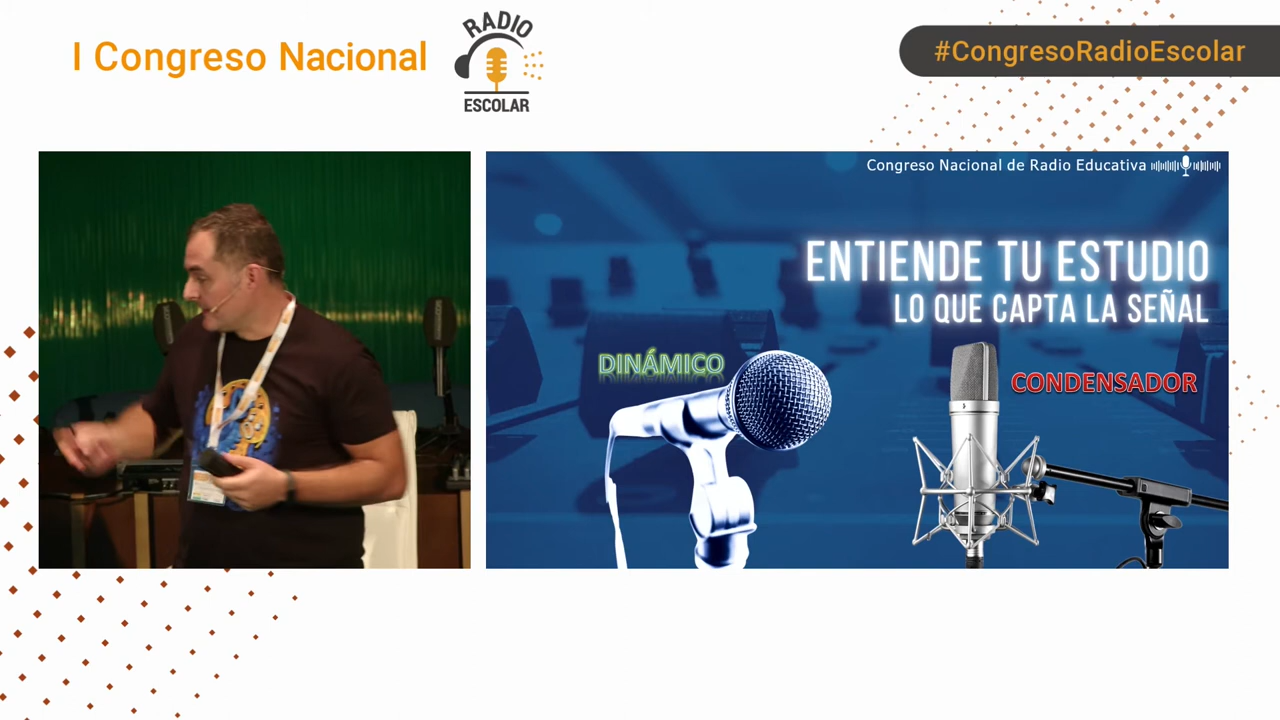 I Congreso Nacional
RADIO
ESCOLAR
#CongresoRadioEscolar
Congreso Nacional de Radio Educativa
ENTIENDE TU ESTUDIO
LO QUE CAPTA LA SEÑAL
DINÁMICO
CONDENSADOR